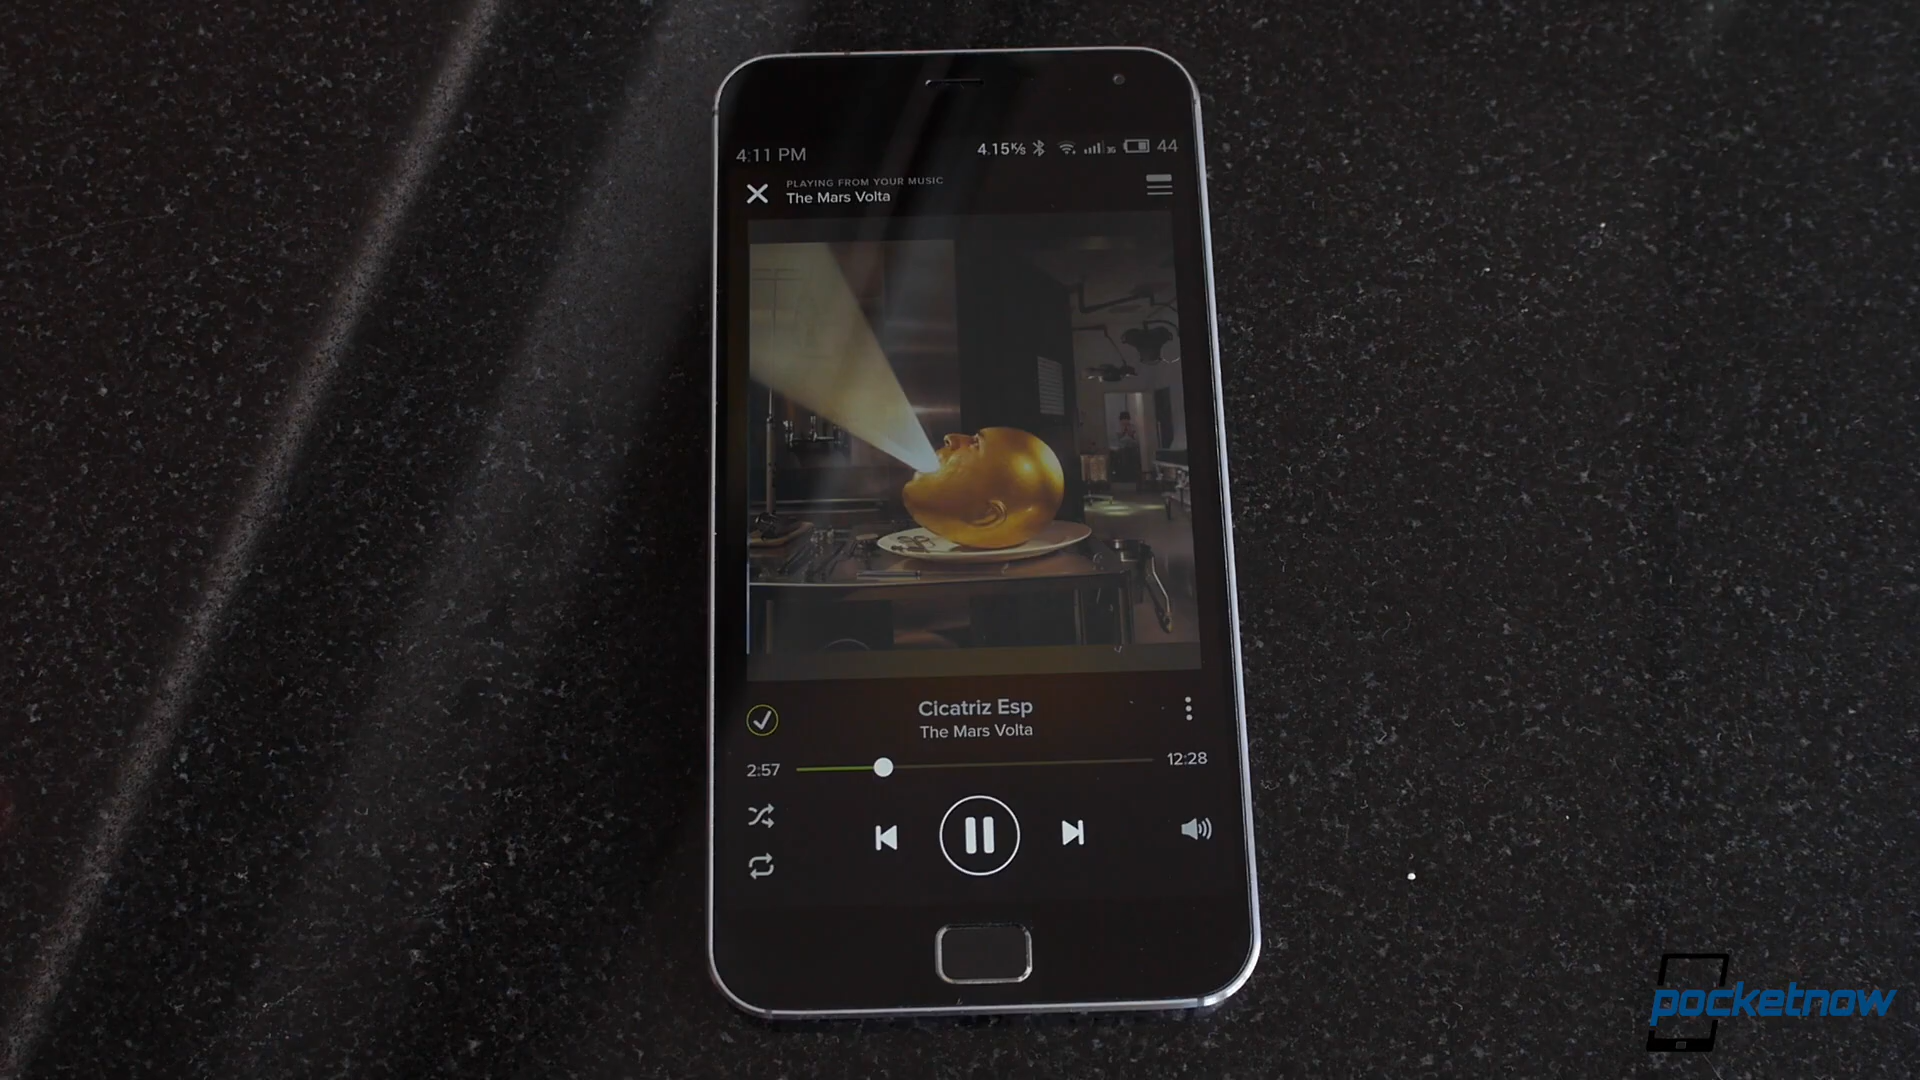 4:11 PM 4.15K/s 3G 44
PLAYING FROM YOUR MUSIC
The Mars Volta
Cicatriz Esp
The Mars Volta
2:57 12:28
pocketnow